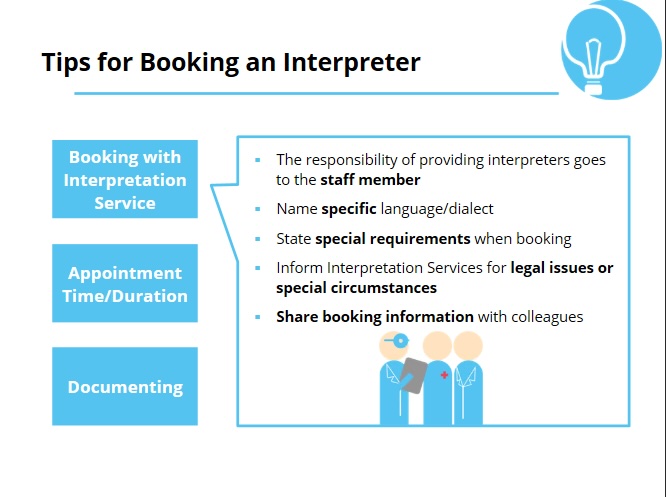 Tips for Booking an Interpreter
Booking with
Interpretation
Service
Appointment
Time/Duration
Documenting
▪ The responsibility of providing interpreters goes
to the staff member
▪ Name specific language/dialect
▪ State special requirements when booking
▪ Inform Interpretation Services for legal issues or
special circumstances
▪ Share booking information with colleagues